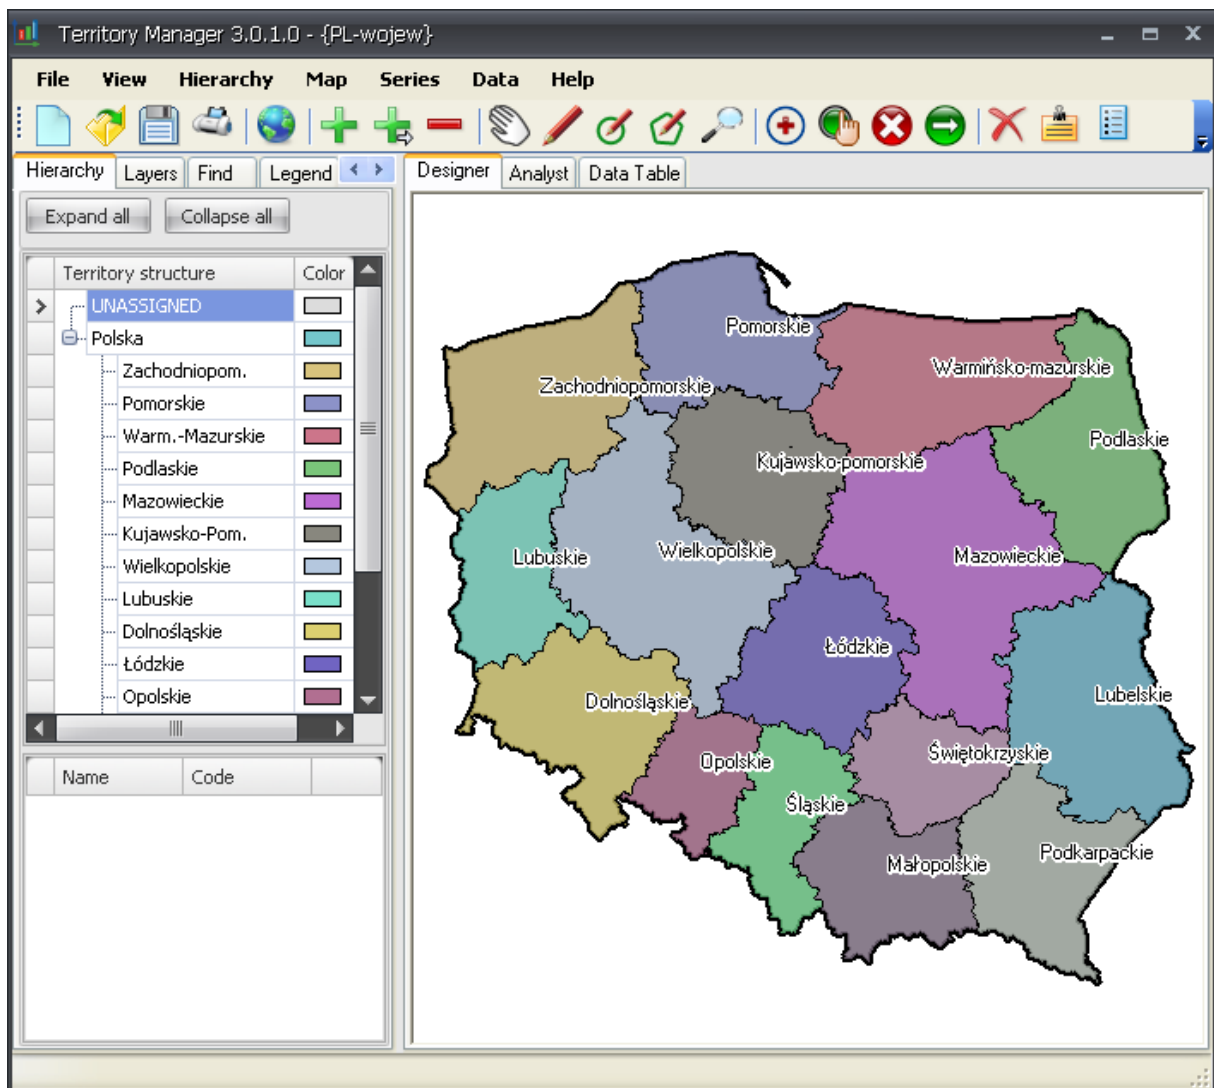 Territory Manager 3.0.1.0 - {PL-wojew}
File View Hierarchy Map Series Data Help
Hierarchy Layers Find Legend
Designer Analyst Data Table
Expand all Collapse all
Territory structure Color
UNASSIGNED
Polska
Zachodniopom.
Pomorskie
Warm.-Mazurskie
Podlaskie
Mazowieckie
Kujawsko-Pom.
Wielkopolskie
Lubuskie
Dolnośląskie
Łódzkie
Opolskie
Name Code
Pomorskie
Warmińsko-mazurskie
Zachodniopomorskie
Podlaskie
Kujawsko-pomorskie
Wielkopolskie
Mazowieckie
Lubuskie
Łódzkie
Lubelskie
Dolnośląskie
Świętokrzyskie
Opolskie
Śląskie
Podkarpackie
Małopolskie